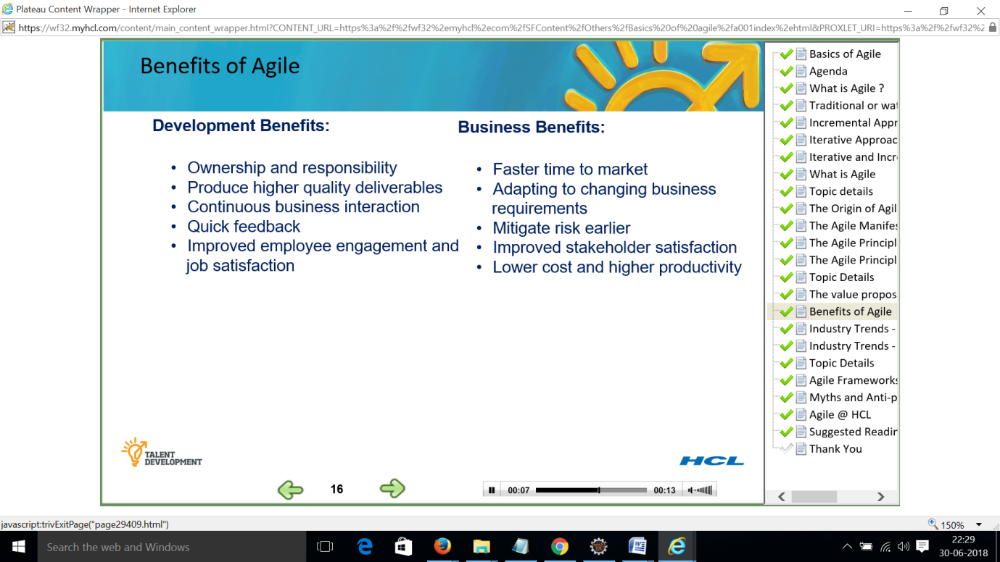 Plateau Content Wrapper - Internet Explorer
https://wf32.myhcl.com/content/main_content_wrapper.html?CONTENT_URL=https%3a%2f%2fwf32%2emyhcl%2ecom%2fSFContent%2fOthers%2fBasics%20of%20agile%2fa001index%2ehtml&PROXLET_URI=https%3a%2f%2fwf32%2
Benefits of Agile
Development Benefits:
• Ownership and responsibility
• Produce higher quality deliverables
• Continuous business interaction
• Quick feedback
• Improved employee engagement and
job satisfaction
Business Benefits:
• Faster time to market
• Adapting to changing business
requirements
• Mitigate risk earlier
• Improved stakeholder satisfaction
• Lower cost and higher productivity
TALENT
DEVELOPMENT
HCL
16
00:07
00:13
Basics of Agile
Agenda
What is Agile ?
Traditional or wat
Incremental Appr
Iterative Approac
Iterative and Incr
What is Agile
Topic details
The Origin of Agil
The Agile Manifes
The Agile Principl
The Agile Principl
Topic Details
The value propos
Benefits of Agile
Industry Trends -
Industry Trends -
Topic Details
Agile Frameworks
Myths and Anti-p
Agile @ HCL
Suggested Readin
Thank You
javascript:trivExitPage("page29409.html")
150%
Search the web and Windows
22:29
30-06-2018